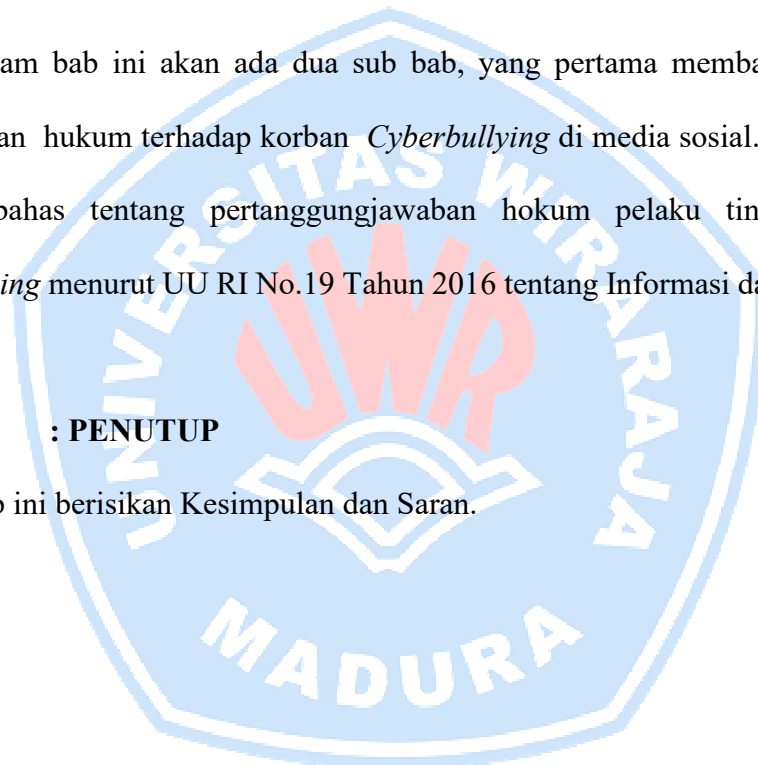 am bab ini akan ada dua sub bab, yang pertama memba
an hukum terhadap korban Cyberbullying di media sosial.
bahas tentang pertanggungjawaban hokum pelaku tin
ing menurut UU RI No.19 Tahun 2016 tentang Informasi da
: PENUTUP
ini berisikan Kesimpulan dan Saran.
UNIVERSITAS WIRARAJA
UWR
MADURA